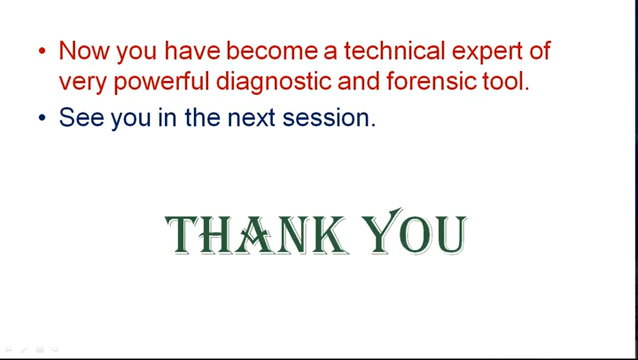 • Now you have become a technical expert of
very powerful diagnostic and forensic tool.
• See you in the next session.
THANK YOU